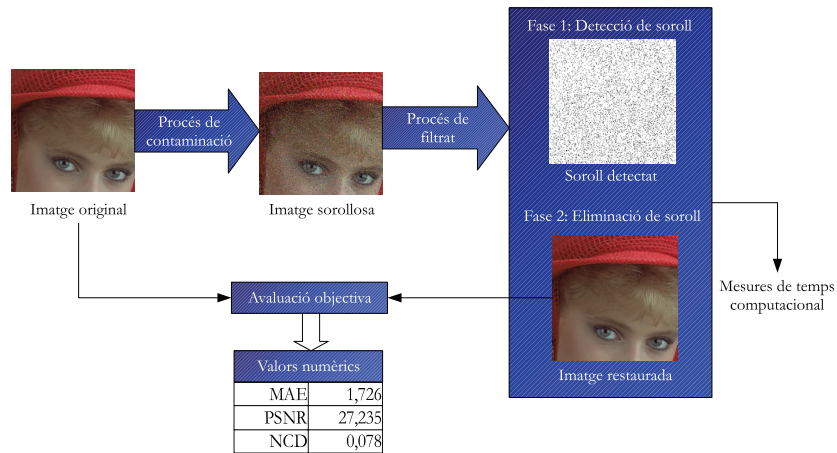 Fase 1: Detecció de soroll
Procés de
contaminació
Procés de
filtrat
Soroll detectat
Imatge original
Imatge sorollosa
Fase 2: Eliminació de soroll
Mesures de temps
computacional
Avaluació objectiva
Imatge restaurada
Valors numèrics
MAE 1,726
PSNR 27,235
NCD 0,078